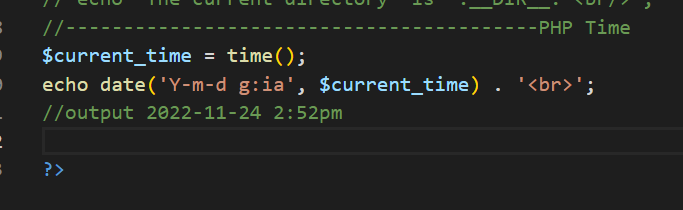 // echo 'The current directory' is '.__DIR__.'<br/>';
//------------------------------------------PHP Time
$current_time = time();
echo date('Y-m-d g:ia', $current_time) . '<br>';
//output 2022-11-24 2:52pm
?>